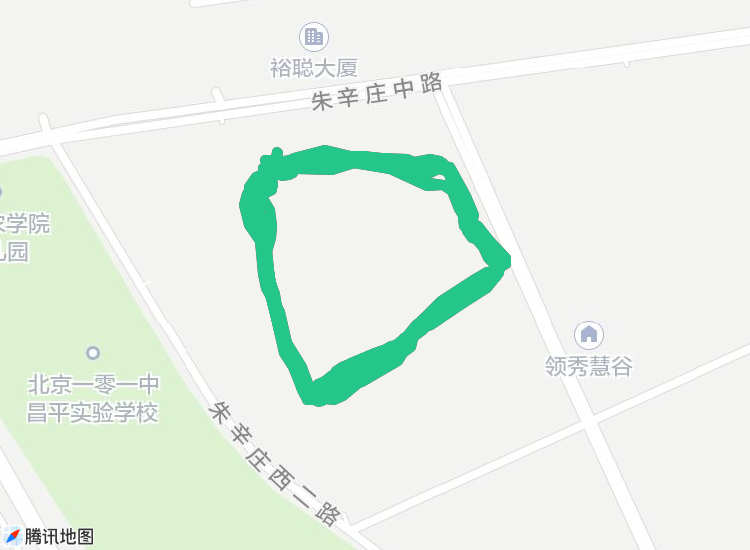 裕聪大厦
朱辛庄中路
农学院
儿园
领秀慧谷
北京一零一中
昌平实验学校
朱辛庄西二路
腾讯地图